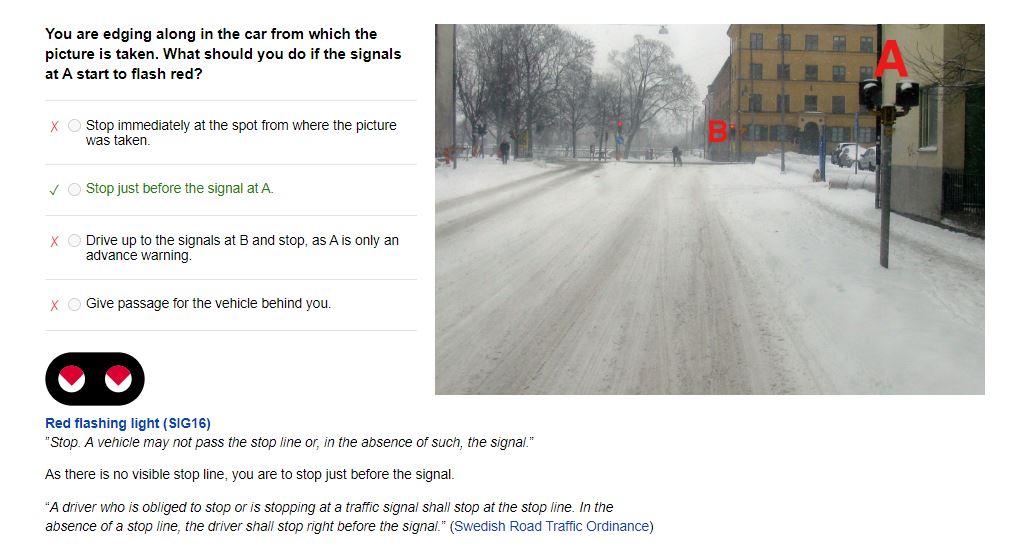 You are edging along in the car from which the
picture is taken. What should you do if the signals
at A start to flash red?
Stop immediately at the spot from where the picture
was taken.
Stop just before the signal at A.
Drive up to the signals at B and stop, as A is only an
advance warning.
Give passage for the vehicle behind you.
A
B
Red flashing light (SIG16)
"Stop. A vehicle may not pass the stop line or, in the absence of such, the signal."
As there is no visible stop line, you are to stop just before the signal.
"A driver who is obliged to stop or is stopping at a traffic signal shall stop at the stop line. In the
absence of a stop line, the driver shall stop right before the signal." (Swedish Road Traffic Ordinance)